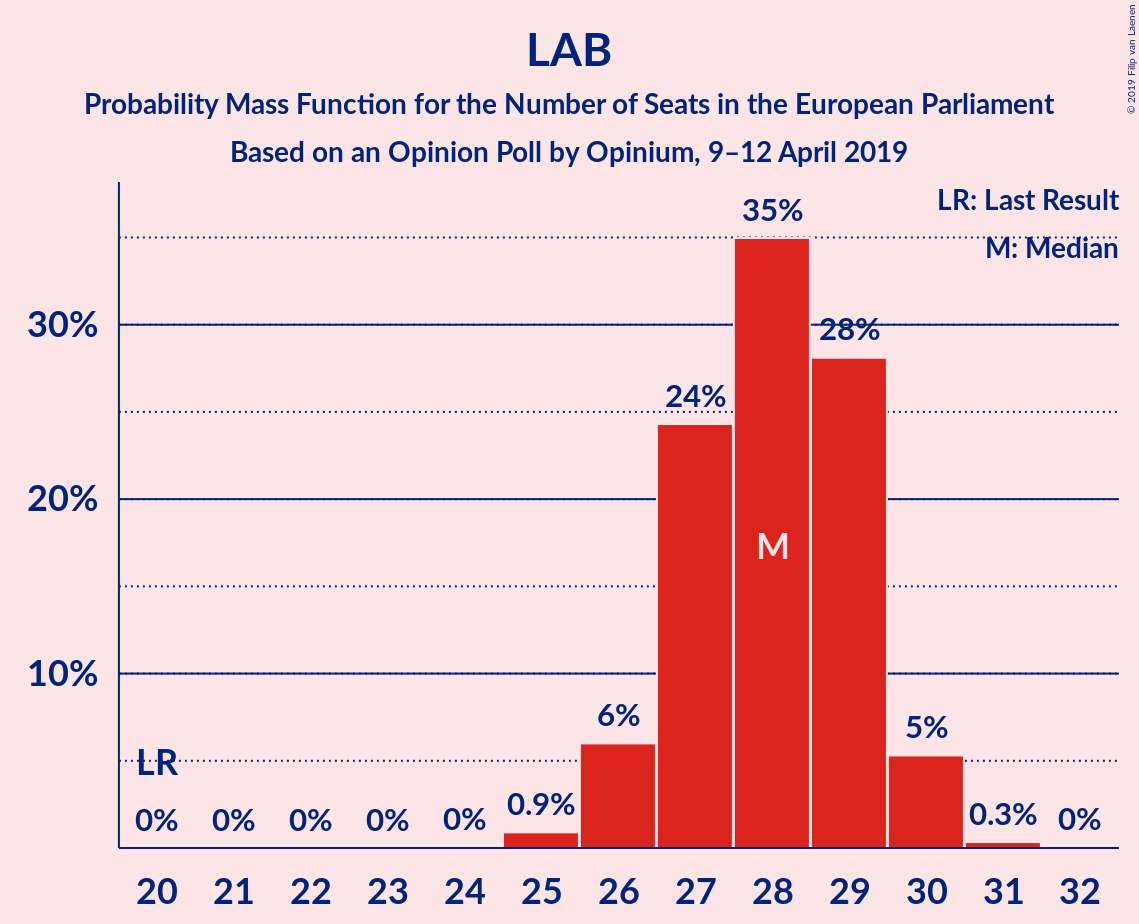 LAB
Probability Mass Function for the Number of Seats in the European Parliament
Based on an Opinion Poll by Opinium, 9–12 April 2019
© 2019 Filip van Laenen
LR: Last Result
M: Median
35%
30%
28%
24%
20%
M
10%
6%
5%
LR
0% 0% 0% 0% 0% 0.9% 0.3% 0%
20 21 22 23 24 25 26 27 28 29 30 31 32